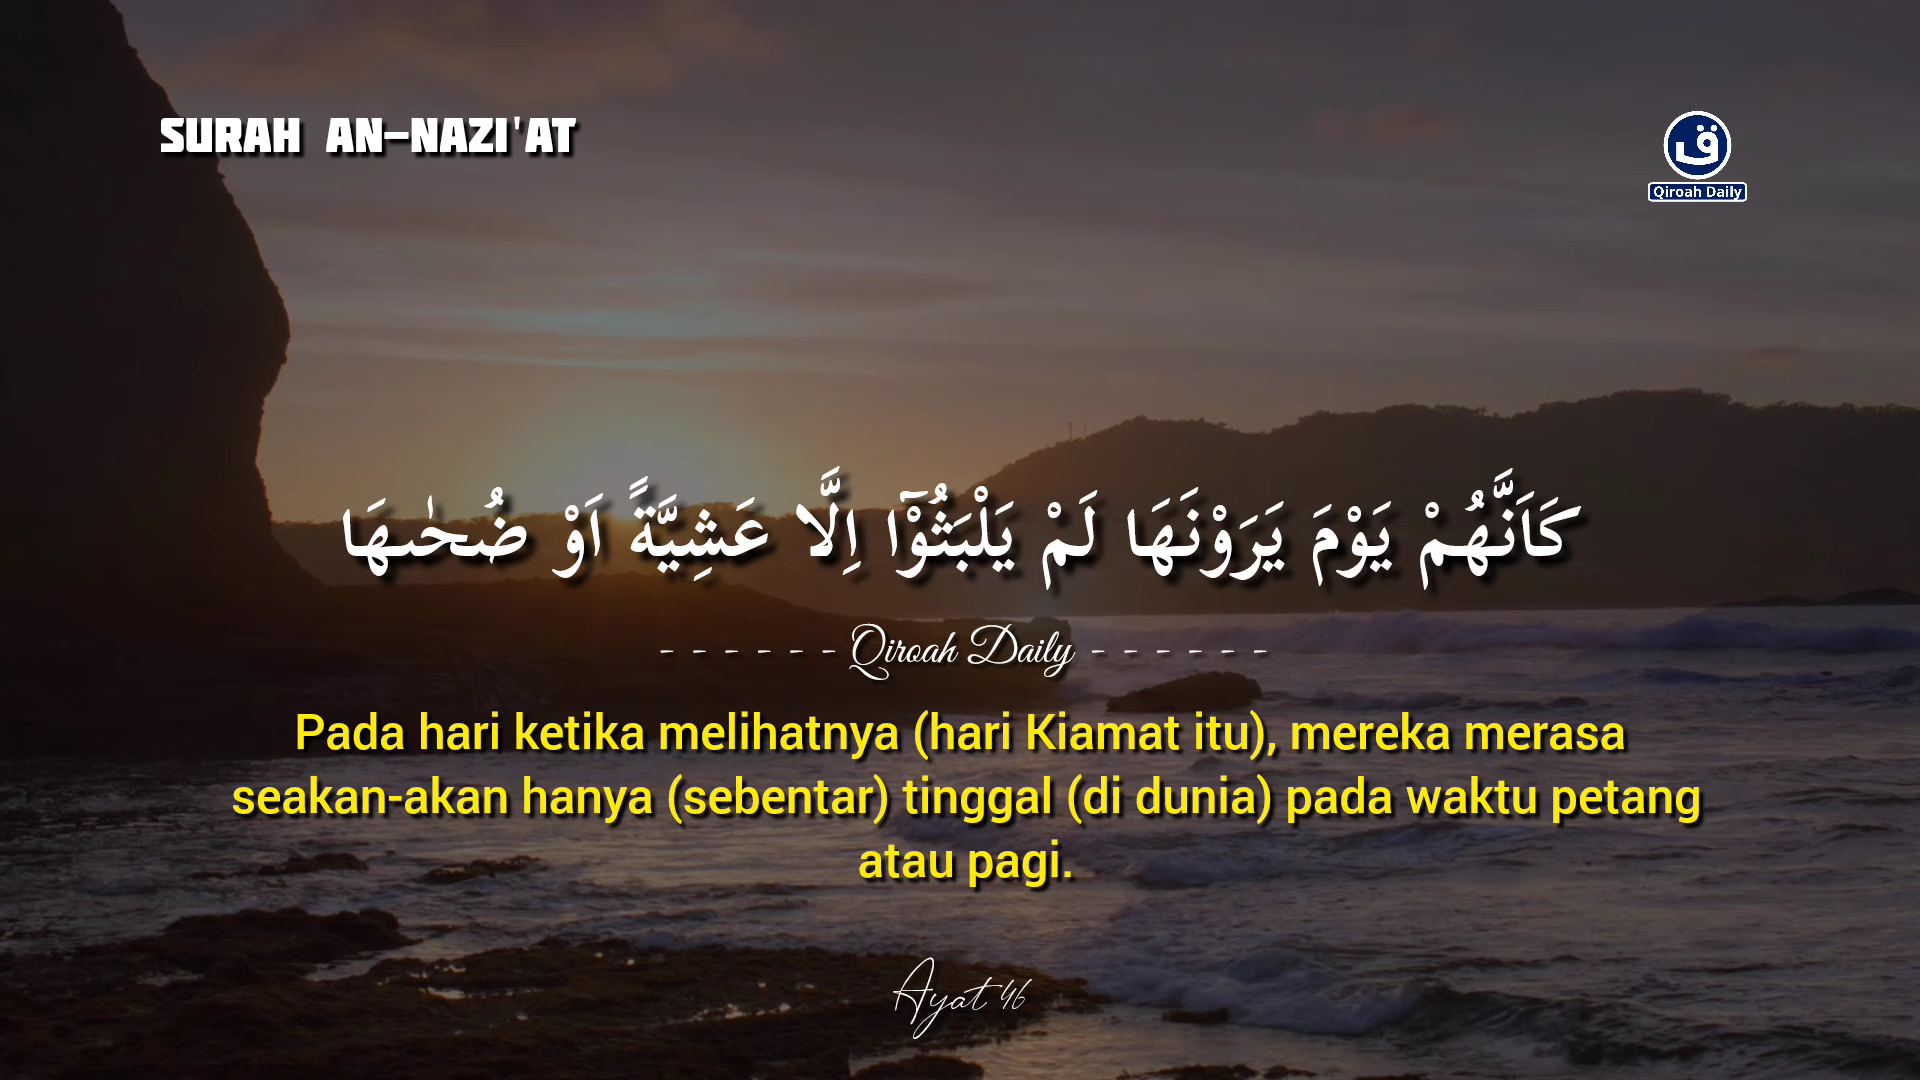 SURAH AN-NAZI'AT
ق
Qiroah Daily
كَاَنَّهُمْ يَوْمَ يَرَوْنَهَا لَمْ يَلْبَثُوْٓا اِلَّا عَشِيَّةً اَوْ ضُحٰىهَا
- - - - - - Qiroah Daily - - - - - -
Pada hari ketika melihatnya (hari Kiamat itu), mereka merasa
seakan-akan hanya (sebentar) tinggal (di dunia) pada waktu petang
atau pagi.
Ayat 46